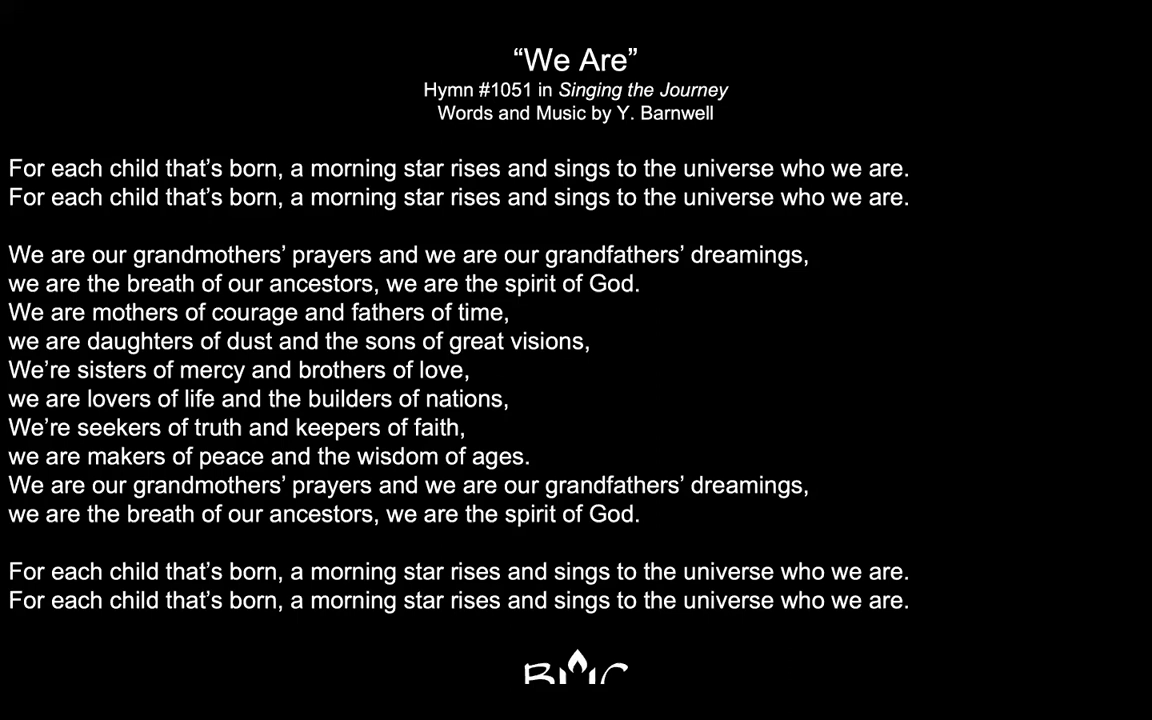 “We Are”
Hymn #1051 in Singing the Journey
Words and Music by Y. Barnwell
For each child that’s born, a morning star rises and sings to the universe who we are.
For each child that’s born, a morning star rises and sings to the universe who we are.
We are our grandmothers’ prayers and we are our grandfathers’ dreamings,
we are the breath of our ancestors, we are the spirit of God.
We are mothers of courage and fathers of time,
we are daughters of dust and the sons of great visions,
We’re sisters of mercy and brothers of love,
we are lovers of life and the builders of nations,
We’re seekers of truth and keepers of faith,
we are makers of peace and the wisdom of ages.
We are our grandmothers’ prayers and we are our grandfathers’ dreamings,
we are the breath of our ancestors, we are the spirit of God.
For each child that’s born, a morning star rises and sings to the universe who we are.
For each child that’s born, a morning star rises and sings to the universe who we are.